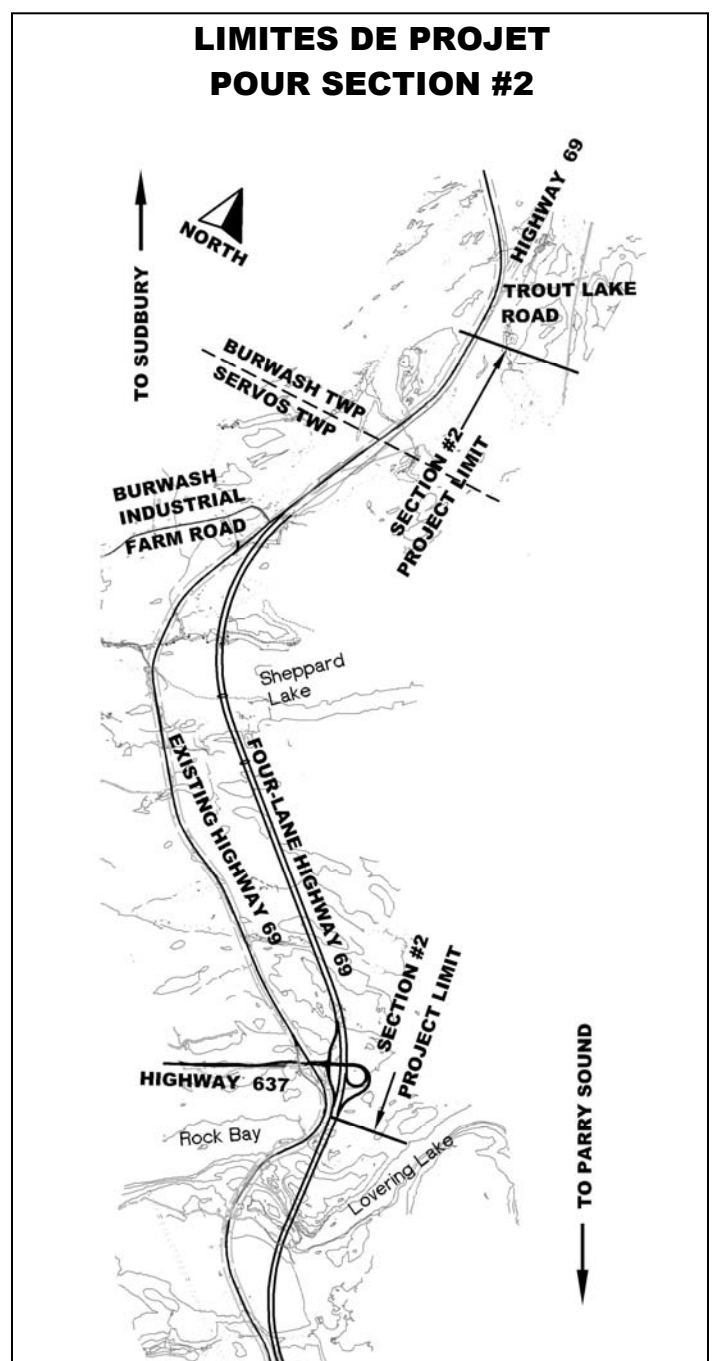 LIMITES DE PROJET
POUR SECTION #2
TO SUDBURY
NORTH
HIGHWAY 69
TROUT LAKE
ROAD
BURWASH TWP
SERVOS TWP
SECTION #2
PROJECT LIMIT
BURWASH
INDUSTRIAL
FARM ROAD
Sheppard
Lake
EXISTING HIGHWAY 69
FOUR-LANE HIGHWAY 69
SECTION #2
PROJECT LIMIT
HIGHWAY 637
Rock Bay
Lovering Lake
TO PARRY SOUND